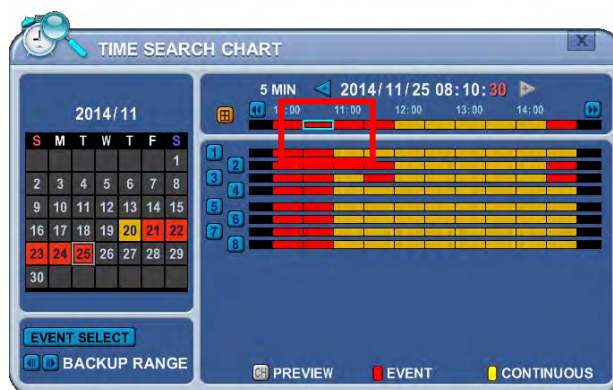 TIME SEARCH CHART
X
5 MIN 2014/11/25 08:10:30
11:00 12:00 13:00 14:00
2014/11
S M T W T F S
1
2 3 4 5 6 7 8
9 10 11 12 13 14 15
16 17 18 19 20 21 22
23 24 25 26 27 28 29
30
1
2
3
4
5
6
7
8
EVENT SELECT
BACKUP RANGE
CH PREVIEW EVENT CONTINUOUS